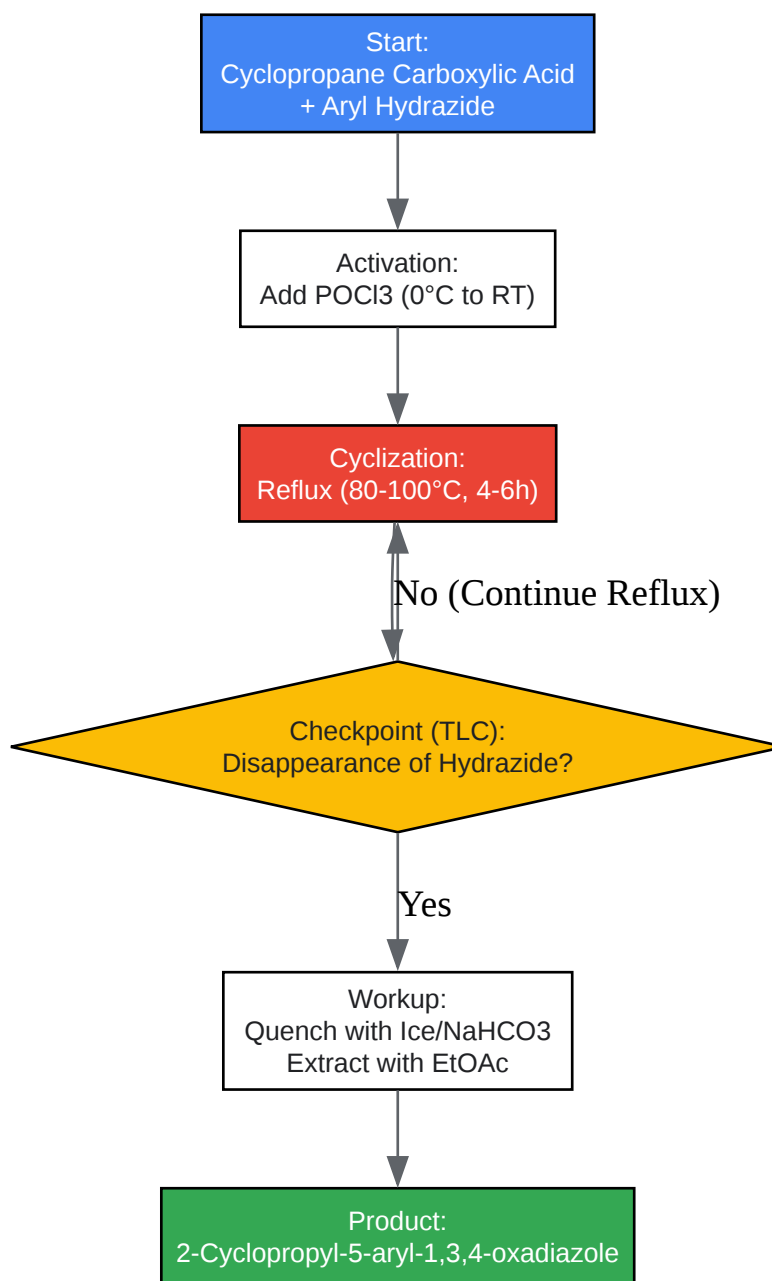 Start:
Cyclopropane Carboxylic Acid
+ Aryl Hydrazide
Activation:
Add POCl3 (0°C to RT)
Cyclization:
Reflux (80-100°C, 4-6h)
No (Continue Reflux)
Checkpoint (TLC):
Disappearance of Hydrazide?
Yes
Workup:
Quench with Ice/NaHCO3
Extract with EtOAc
Product:
2-Cyclopropyl-5-aryl-1,3,4-oxadiazole